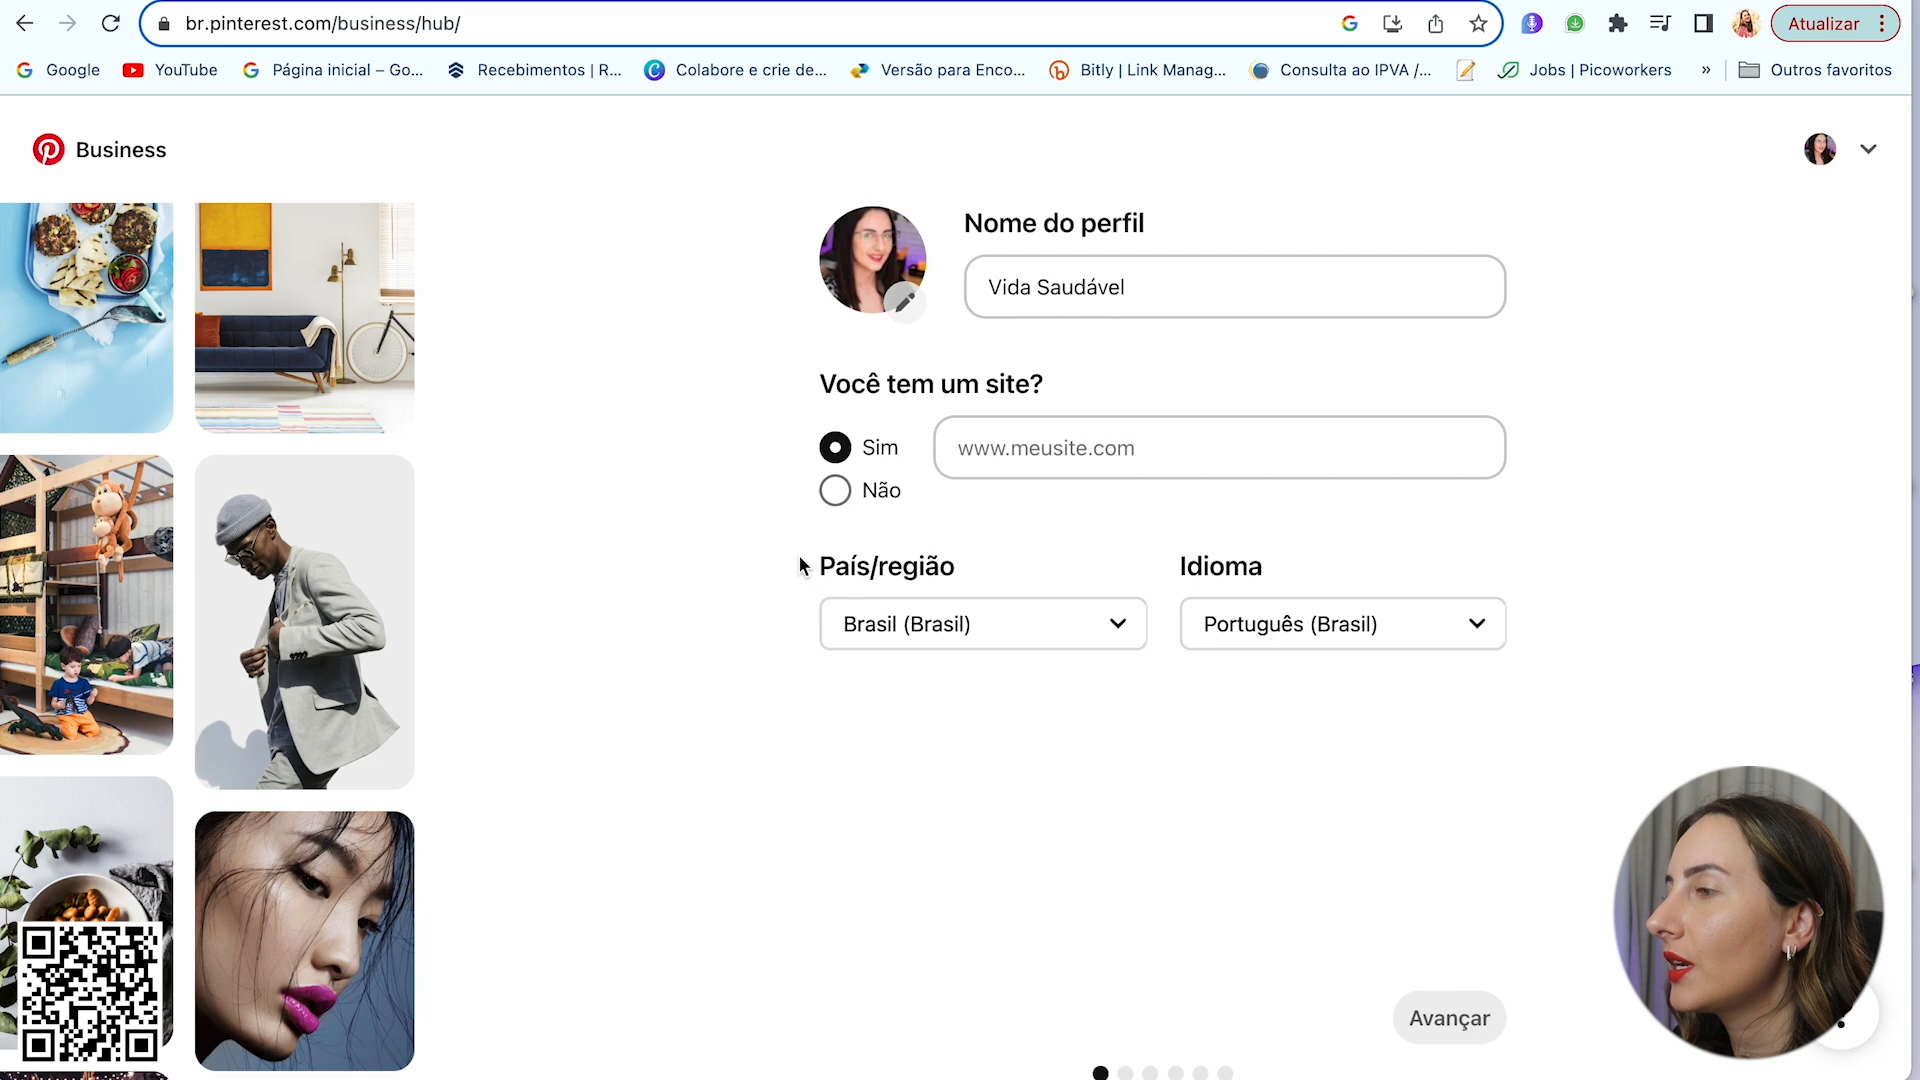 br.pinterest.com/business/hub/
Atualizar
Google
YouTube
Página inicial – Go...
Recebimentos | R...
Colabore e crie de...
Versão para Enco...
Bitly | Link Manag...
Consulta ao IPVA /...
Jobs | Picoworkers
»
Outros favoritos
Business
Nome do perfil
Vida Saudável
Você tem um site?
Sim
www.meusite.com
Não
País/região
Idioma
Brasil (Brasil)
Português (Brasil)
Avançar